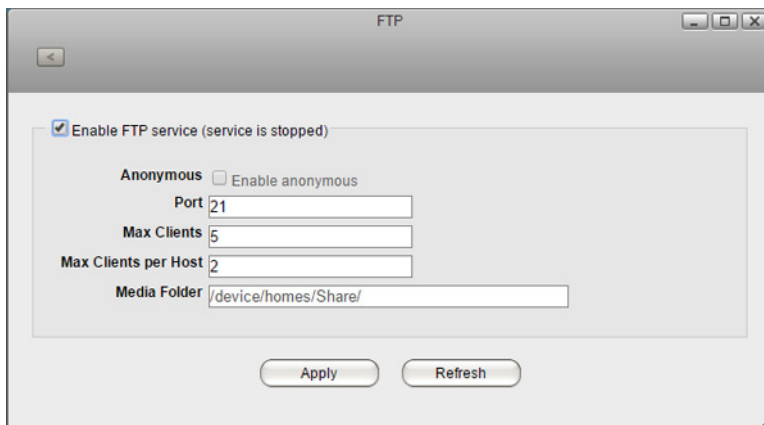 FTP
<
Enable FTP service (service is stopped)
Anonymous Enable anonymous
Port 21
Max Clients 5
Max Clients per Host 2
Media Folder /device/homes/Share/
Apply Refresh